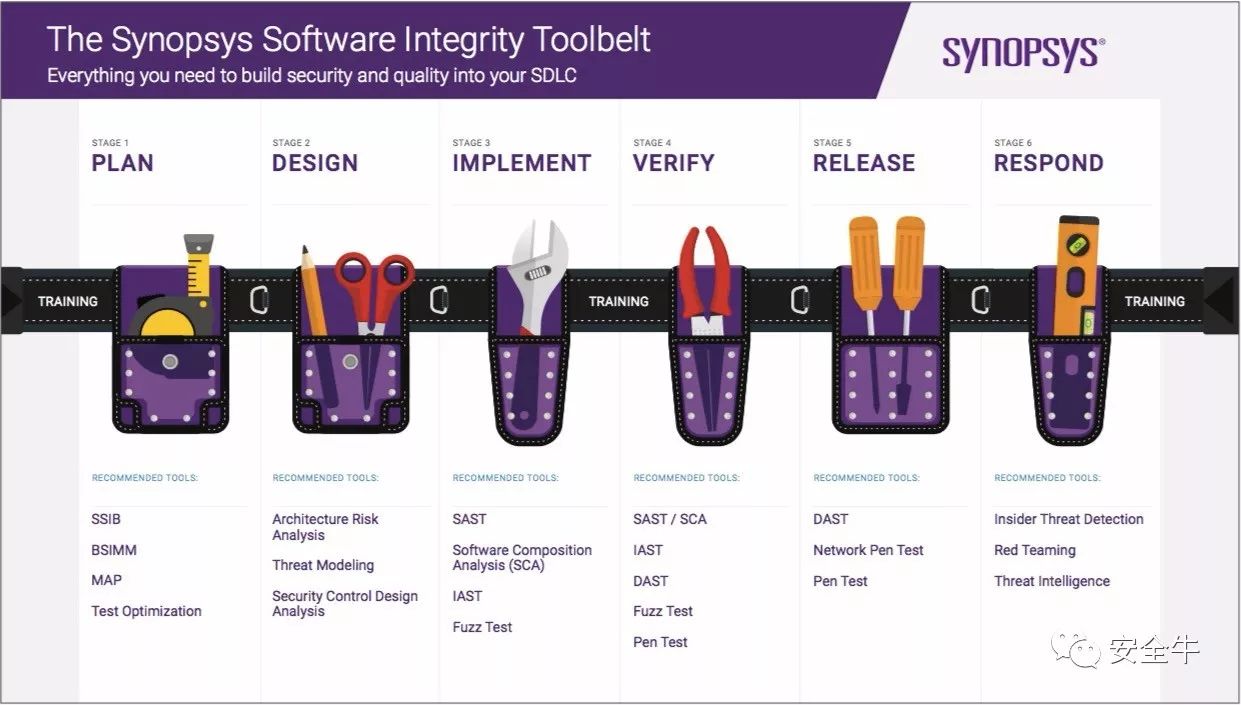 The Synopsys Software Integrity Toolbelt
Everything you need to build security and quality into your SDLC
SYNOPSYS®
STAGE 1
PLAN
STAGE 2
DESIGN
STAGE 3
IMPLEMENT
STAGE 4
VERIFY
STAGE 5
RELEASE
STAGE 6
RESPOND
TRAINING
TRAINING
TRAINING
RECOMMENDED TOOLS:
SSIB
BSIMM
MAP
Test Optimization
RECOMMENDED TOOLS:
Architecture Risk
Analysis
Threat Modeling
Security Control Design
Analysis
RECOMMENDED TOOLS:
SAST
Software Composition
Analysis (SCA)
IAST
Fuzz Test
RECOMMENDED TOOLS:
SAST / SCA
IAST
DAST
Fuzz Test
Pen Test
RECOMMENDED TOOLS:
DAST
Network Pen Test
Pen Test
RECOMMENDED TOOLS:
Insider Threat Detection
Red Teaming
Threat Intelligence
安全牛